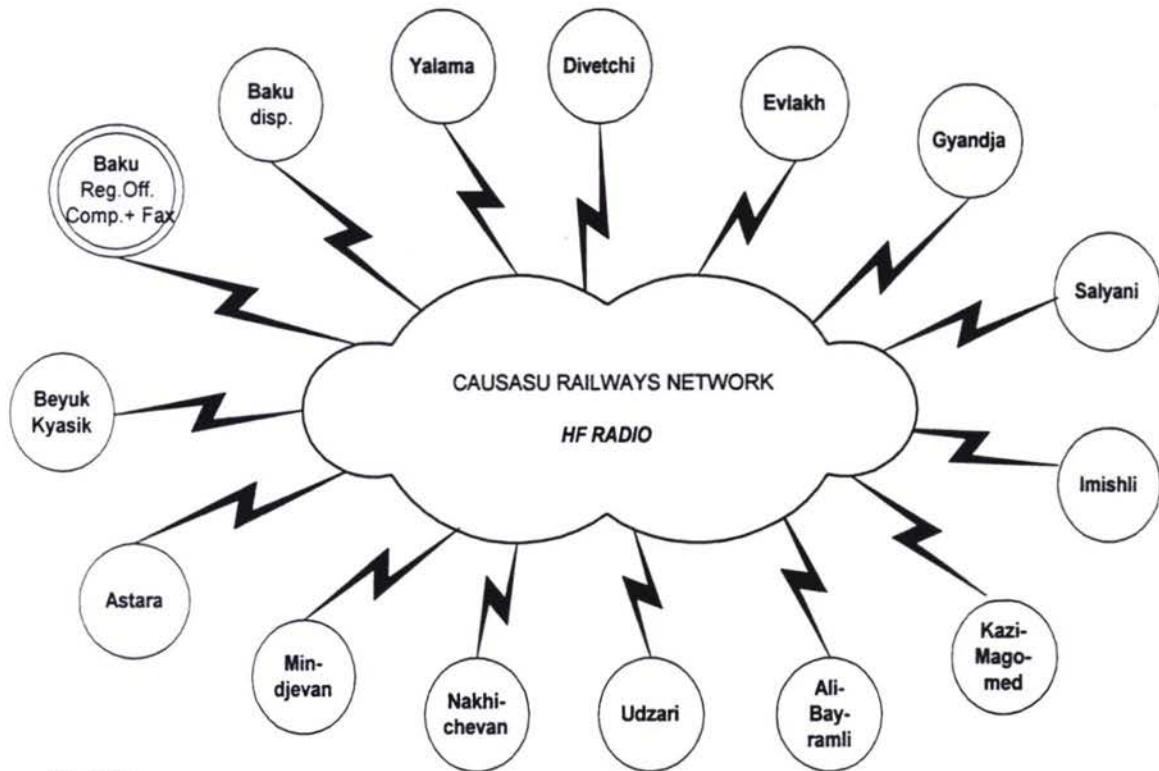 Yalama
Divetchi
Baku
disp.
Evlakh
Gyandja
Baku
Reg.Off.
Comp.+ Fax
Salyani
CAUSASU RAILWAYS NETWORK
HF RADIO
Beyuk
Kyasik
Imishli
Astara
Min-
djevan
Nakhi-
chevan
Udzari
Ali-
Bay-
ramli
Kazi-
Mago-
med